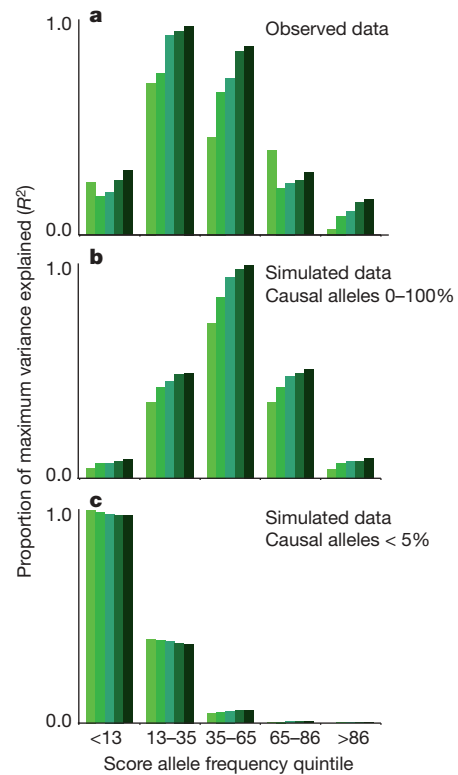 a
1.0
Observed data
0.0
b
1.0
Simulated data
Causal alleles 0–100%
0.0
c
1.0
Simulated data
Causal alleles < 5%
0.0
Proportion of maximum variance explained (R²)
<13 13–35 35–65 65–86 >86
Score allele frequency quintile